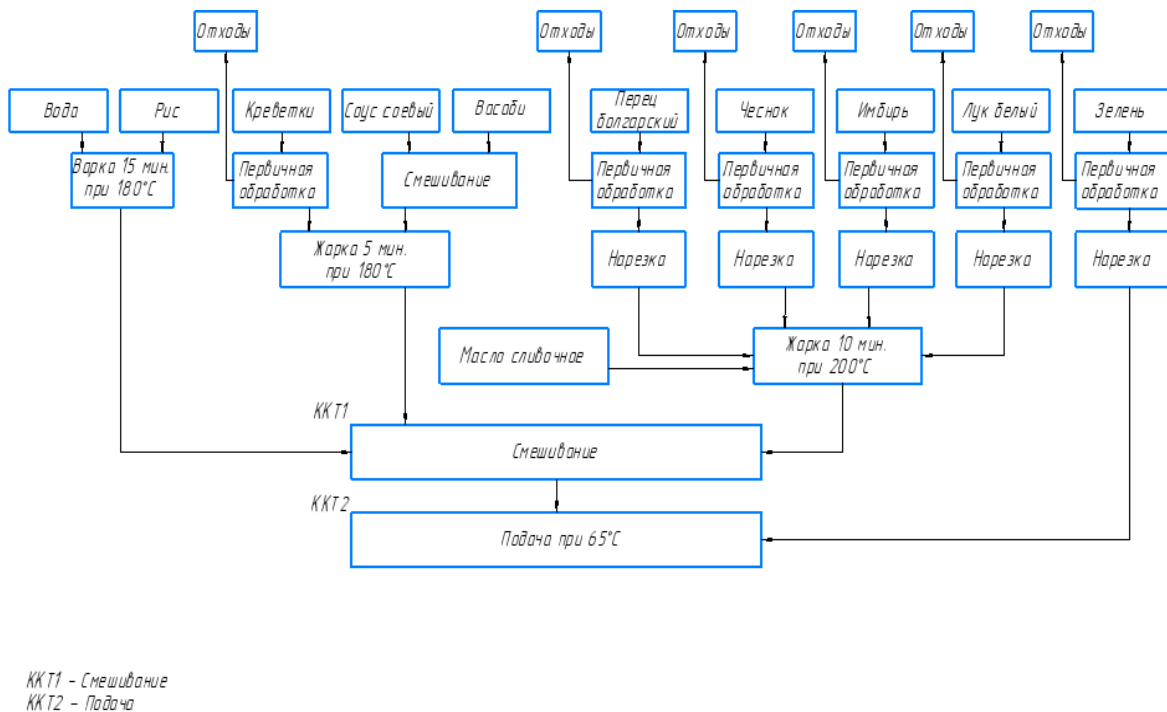 Отходы
Отходы
Отходы
Отходы
Отходы
Отходы
Вода
Рис
Креветки
Соус соевый
Васаби
Перец
болгарский
Чеснок
Имбирь
Лук белый
Зелень
Варка 15 мин.
при 180°С
Первичная
обработка
Смешивание
Первичная
обработка
Первичная
обработка
Первичная
обработка
Первичная
обработка
Первичная
обработка
Жарка 5 мин.
при 180°С
Нарезка
Нарезка
Нарезка
Нарезка
Нарезка
Масло сливочное
Жарка 10 мин.
при 200°С
ККТ1
Смешивание
ККТ2
Подача при 65°С
ККТ1 - Смешивание
ККТ2 - Подача